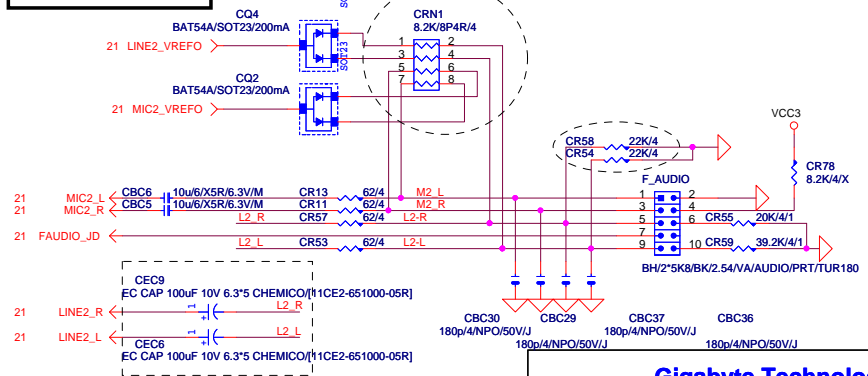 CQ4
BAT54A/SOT23/200mA
21 LINE2_VREFO
SOT23
CRN1
8.2K/8P4R/4
1 2
3 4
5 6
7 8
CQ2
BAT54A/SOT23/200mA
21 MIC2_VREFO
VCC3
CR58 22K/4
CR54 22K/4
CR78
8.2K/4/X
F_AUDIO
21 MIC2_L CBC6 10u/6/X5R/6.3V/M CR13 62/4 M2_L 1 2
21 MIC2_R CBC5 10u/6/X5R/6.3V/M CR11 62/4 M2_R 3 4
L2_R CR57 62/4 L2-R 5 6 CR55 20K/4/1
21 FAUDIO_JD 7
L2_L CR53 62/4 L2-L 9 10 CR59 39.2K/4/1
BH/2*5K8/BK/2.54/VA/AUDIO/PRT/TUR180
CEC9
EC CAP 100uF 10V 6.3*5 CHEMICO/[11CE2-651000-05R]
21 LINE2_R 1 L2_R
21 LINE2_L 1 L2_L
CEC6
EC CAP 100uF 10V 6.3*5 CHEMICO/[11CE2-651000-05R]
CBC30 CBC29 CBC37 CBC36
180p/4/NPO/50V/J 180p/4/NPO/50V/J
180p/4/NPO/50V/J 180p/4/NPO/50V/J
Gigabyte